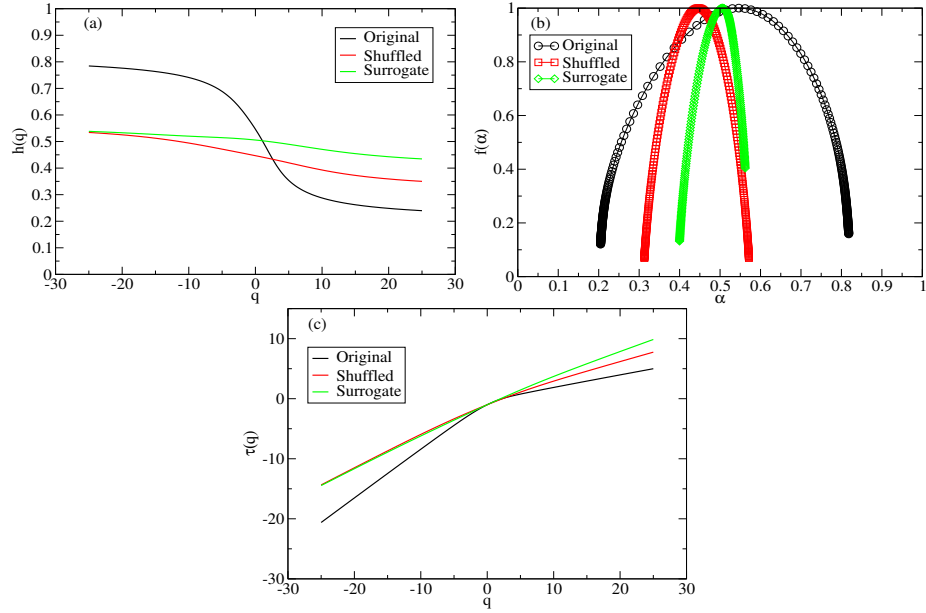 (a)
Original
Shuffled
Surrogate
h(q)
1
0.9
0.8
0.7
0.6
0.5
0.4
0.3
0.2
0.1
0
-30 -20 -10 0 10 20 30
q
(b)
Original
Shuffled
Surrogate
f(α)
1
0.8
0.6
0.4
0.2
0
0 0.1 0.2 0.3 0.4 0.5 0.6 0.7 0.8 0.9 1
α
(c)
Original
Shuffled
Surrogate
τ(q)
10
0
-10
-20
-30
-30 -20 -10 0 10 20 30
q